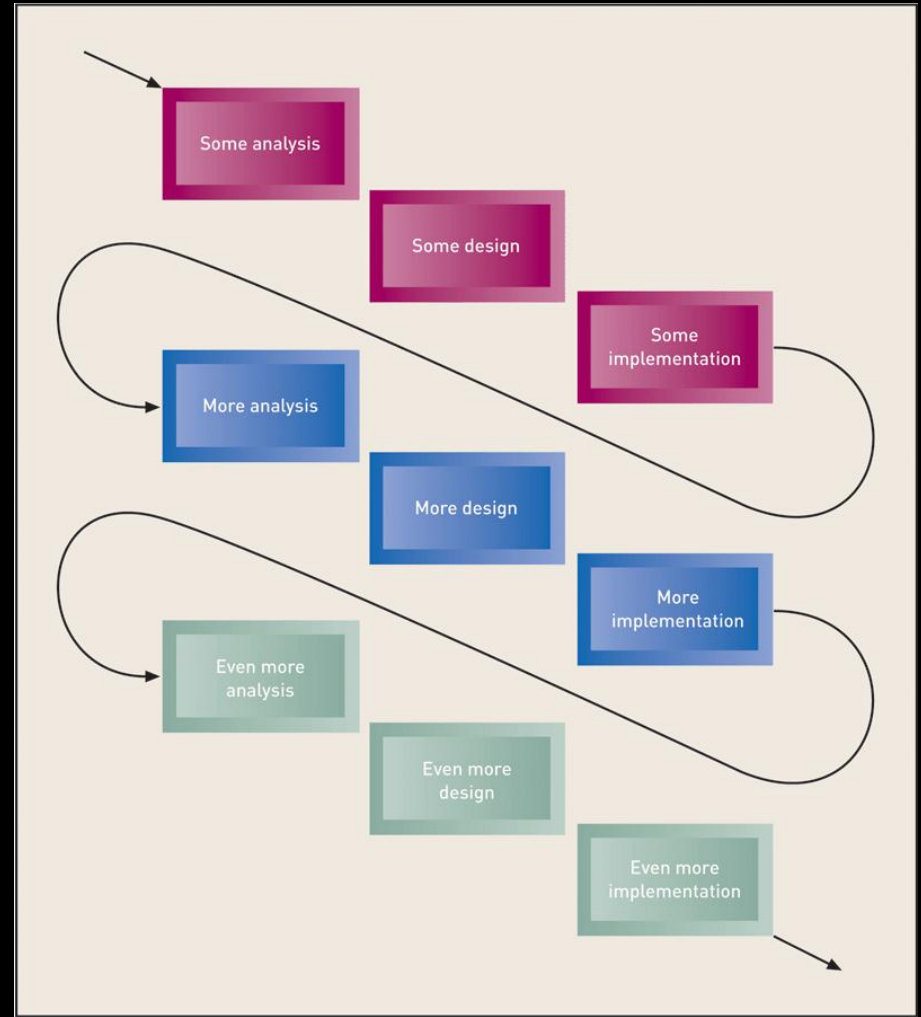 Some analysis
Some design
Some
implementation
More analysis
More design
More
implementation
Even more
analysis
Even more
design
Even more
implementation